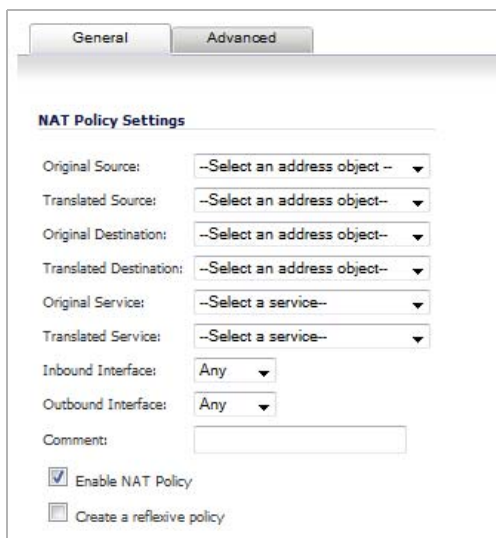 General Advanced
NAT Policy Settings
Original Source: --Select an address object --
Translated Source: --Select an address object--
Original Destination: --Select an address object--
Translated Destination: --Select an address object--
Original Service: --Select a service--
Translated Service: --Select a service--
Inbound Interface: Any
Outbound Interface: Any
Comment:
Enable NAT Policy
Create a reflexive policy